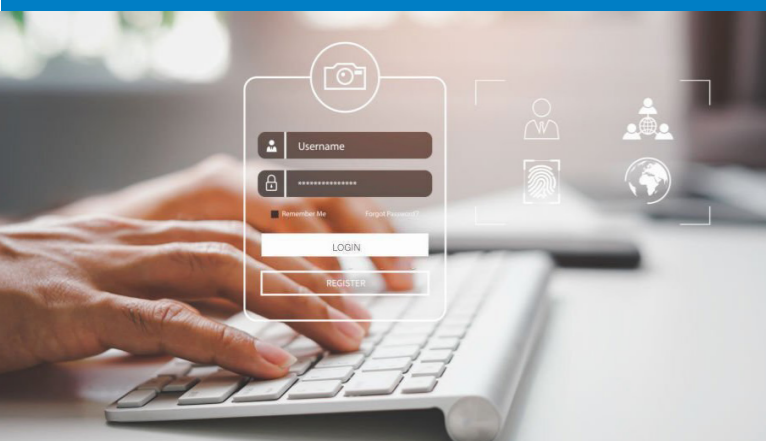 Username
***************
Remember Me Forgot Password?
LOGIN
REGISTER